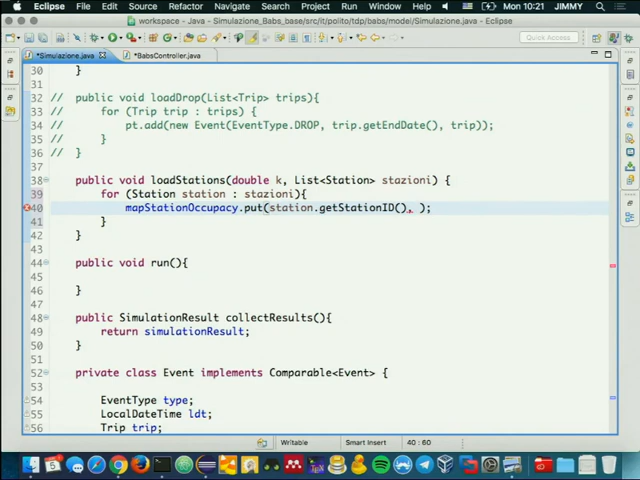 Eclipse File Edit Source Refactor Navigate Search Project Run Window Help Mon 10:21 JIMMY
workspace - Java - Simulazione_Babs_base/src/it/polito/tdp/babs/model/Simulazione.java - Eclipse
Quick Access
*Simulazione.java *BabsController.java
30 }
31
32 // public void loadDrop(List<Trip> trips){
33 // for (Trip trip : trips) {
34 // pt.add(new Event(EventType.DROP, trip.getEndDate(), trip));
35 // }
36 // }
37
38 public void loadStations(double k, List<Station> stazioni) {
39 for (Station station : stazioni){
40 mapStationOccupacy.put(station.getStationID(), );
41 }
42 }
43
44 public void run(){
45
46 }
47
48 public SimulationResult collectResults(){
49 return simulationResult;
50 }
51
52 private class Event implements Comparable<Event> {
53
54 EventType type;
55 LocalDateTime ldt;
56 Trip trip;
Writable Smart Insert 40 : 60